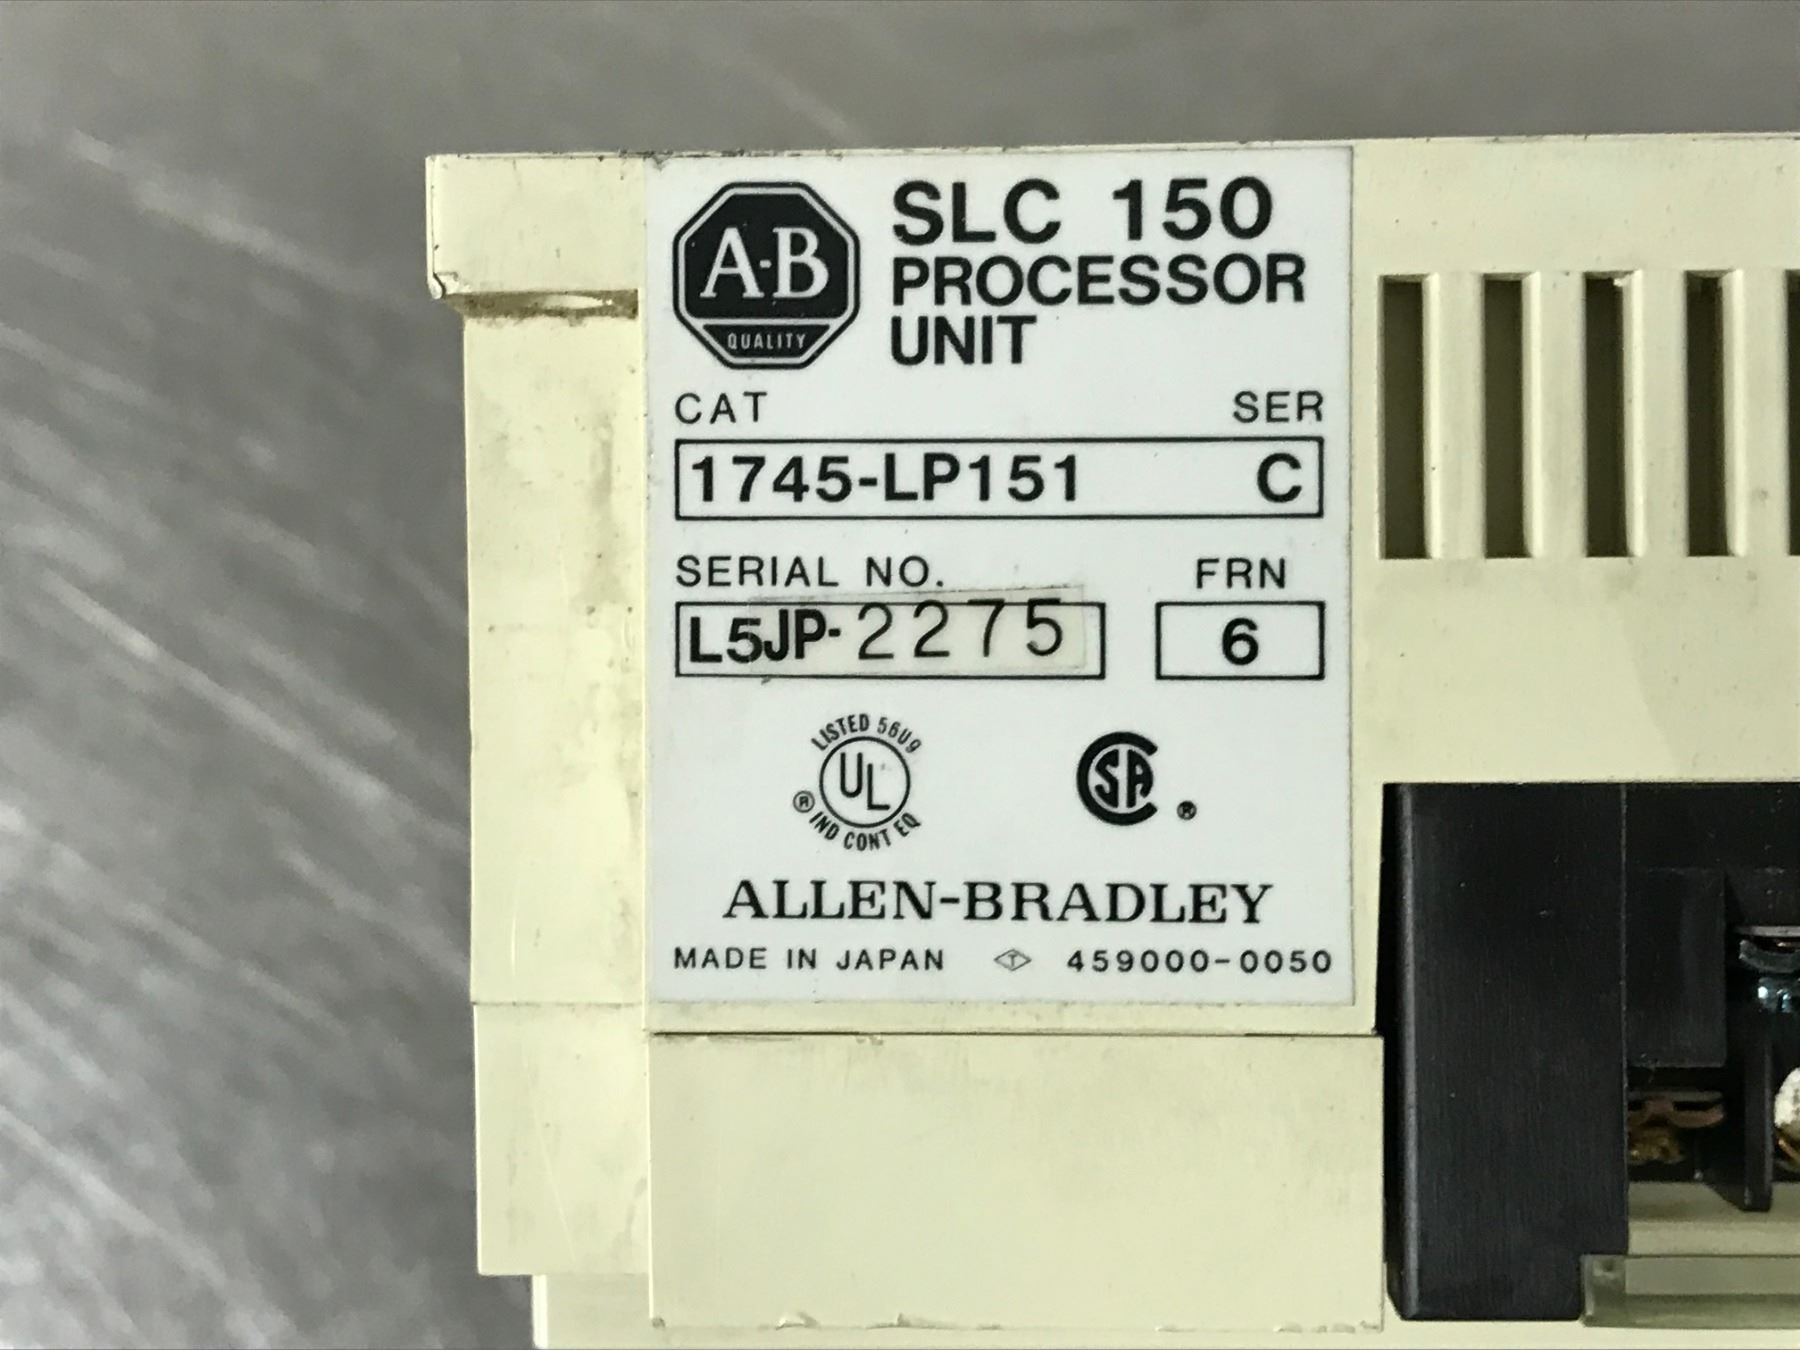 A-B
QUALITY
SLC 150
PROCESSOR
UNIT
CAT SER
1745-LP151 C
SERIAL NO. FRN
L5JP-2275 6
LISTED 56U9
UL
® IND CONT EQ
CSA ®
ALLEN-BRADLEY
MADE IN JAPAN T 459000-0050